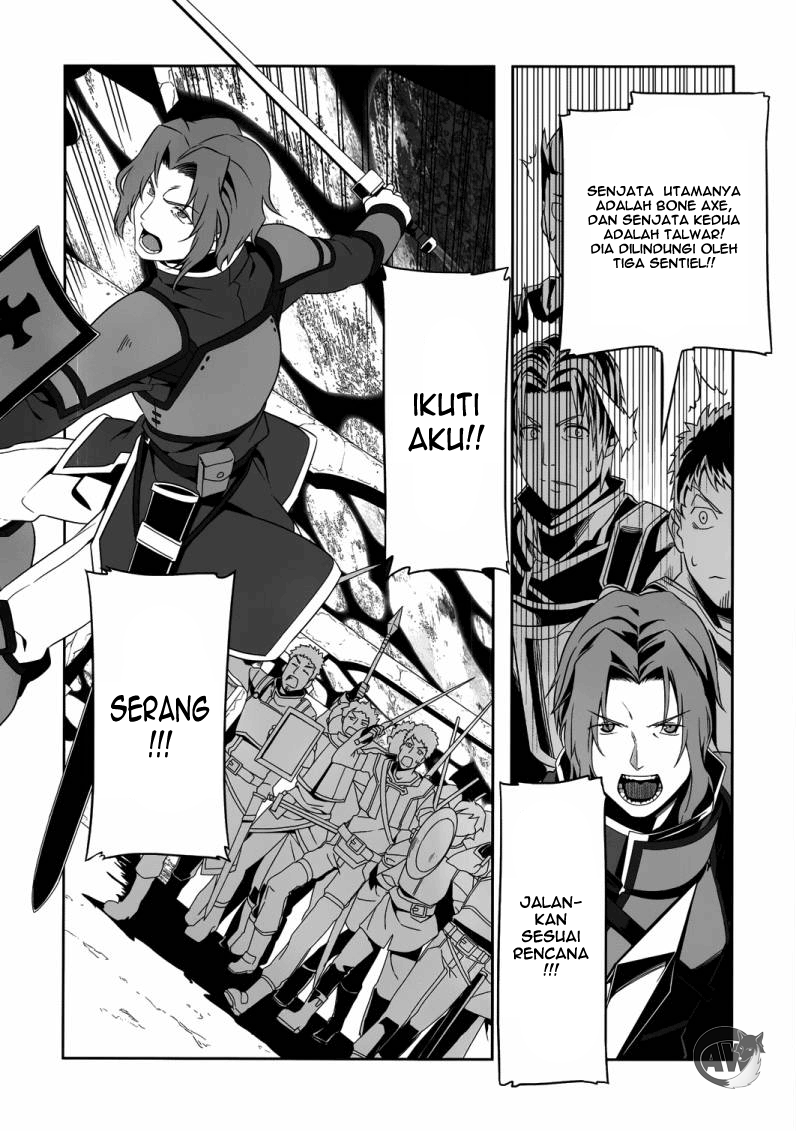 SENJATA UTAMANYA
ADALAH BONE AXE,
DAN SENJATA KEDUA
ADALAH TALWAR!
DIA DILINDUNGI OLEH
TIGA SENTIEL!!
JALAN-
KAN
SESUAI
RENCANA
!!!
IKUTI
AKU!!
SERANG
!!!
AW